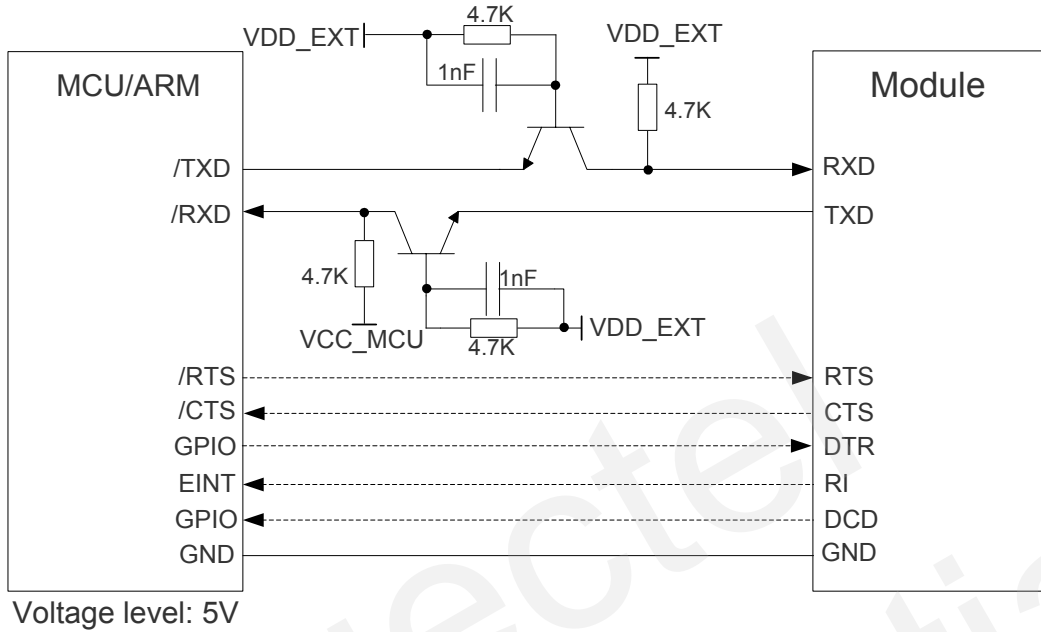 4.7K
VDD_EXT
VDD_EXT
MCU/ARM
1nF
Module
4.7K
/TXD
RXD
/RXD
TXD
4.7K
1nF
VCC_MCU
VDD_EXT
4.7K
/RTS
RTS
/CTS
CTS
GPIO
DTR
EINT
RI
GPIO
DCD
GND
GND
Voltage level: 5V